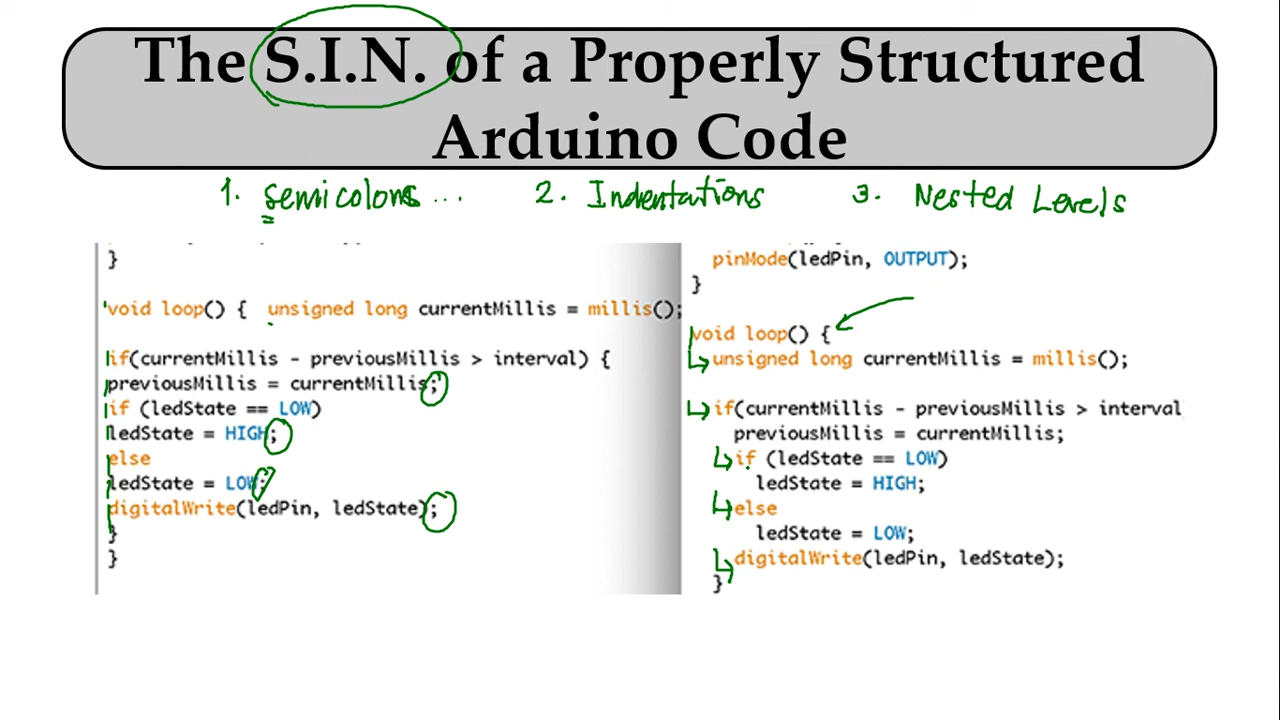 The S.I.N. of a Properly Structured
Arduino Code
1. Semicolons ... 2. Indentations 3. Nested Levels
}
void loop() { unsigned long currentMillis = millis();
if(currentMillis - previousMillis > interval) {
previousMillis = currentMillis;
if (ledState == LOW)
ledState = HIGH;
else
ledState = LOW;
digitalWrite(ledPin, ledState);
}
}
pinMode(ledPin, OUTPUT);
}
void loop() {
unsigned long currentMillis = millis();
if(currentMillis - previousMillis > interval
previousMillis = currentMillis;
if (ledState == LOW)
ledState = HIGH;
else
ledState = LOW;
digitalWrite(ledPin, ledState);
}